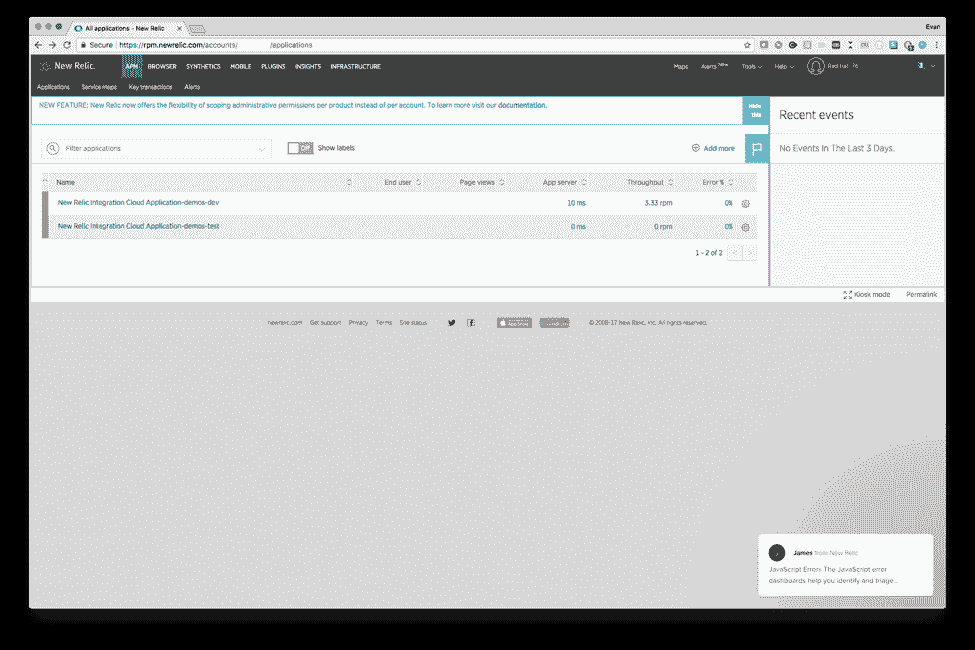 All applications - New Relic
Evan
Secure https://rpm.newrelic.com/accounts/ /applications
New Relic. APM BROWSER SYNTHETICS MOBILE PLUGINS INSIGHTS INFRASTRUCTURE Maps Alerts Tools Help Red Hat
Applications Service maps Key transactions Alerts
NEW FEATURE: New Relic now offers the flexibility of scoping administrative permissions per product instead of per account. To learn more visit our documentation.
Hide this
Recent events
Filter applications Off Show labels Add more
No Events In The Last 3 Days.
Name End user Page views App server Throughput Error %
New Relic Integration Cloud Application-demos-dev 10 ms 3.33 rpm 0%
New Relic Integration Cloud Application-demos-test 0 ms 0 rpm 0%
1 - 2 of 2
Kiosk mode Permalink
newrelic.com Get support Privacy Terms Site status App Store © 2008-17 New Relic, Inc. All rights reserved.
James from New Relic
JavaScript Errors The JavaScript error
dashboards help you identify and triage...